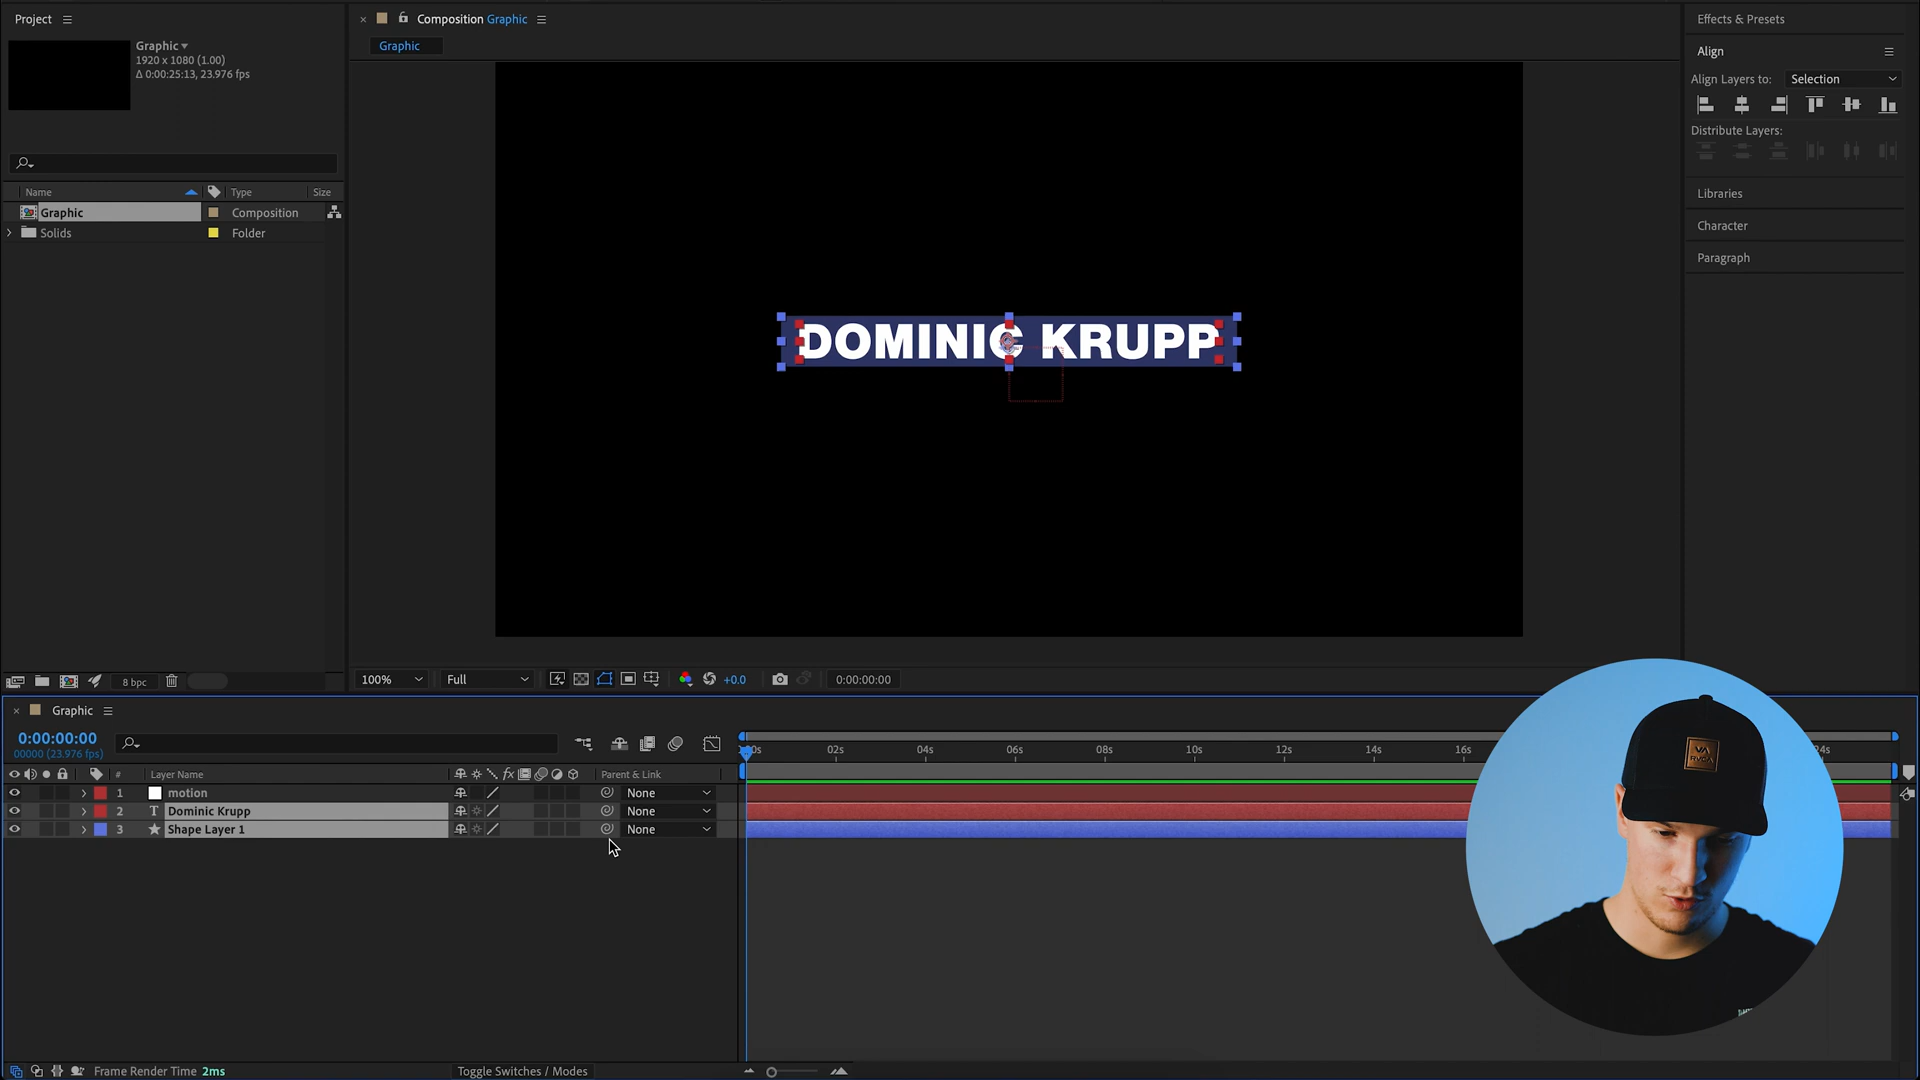 Project
Graphic
1920 x 1080 (1.00)
Δ 0:00:25:13, 23.976 fps
Name Type Size
Graphic Composition
Solids Folder
8 bpc
Composition Graphic
Graphic
DOMINIC KRUPP
100% Full +0.0 0:00:00:00
Effects & Presets
Align
Align Layers to: Selection
Distribute Layers:
Libraries
Character
Paragraph
Graphic
0:00:00:00
00000 (23.976 fps)
# Layer Name fx Parent & Link
1 motion None
2 T Dominic Krupp None
3 Shape Layer 1 None
02s 04s 06s 08s 10s 12s 14s 16s
VA
RVCA
Frame Render Time 2ms
Toggle Switches / Modes